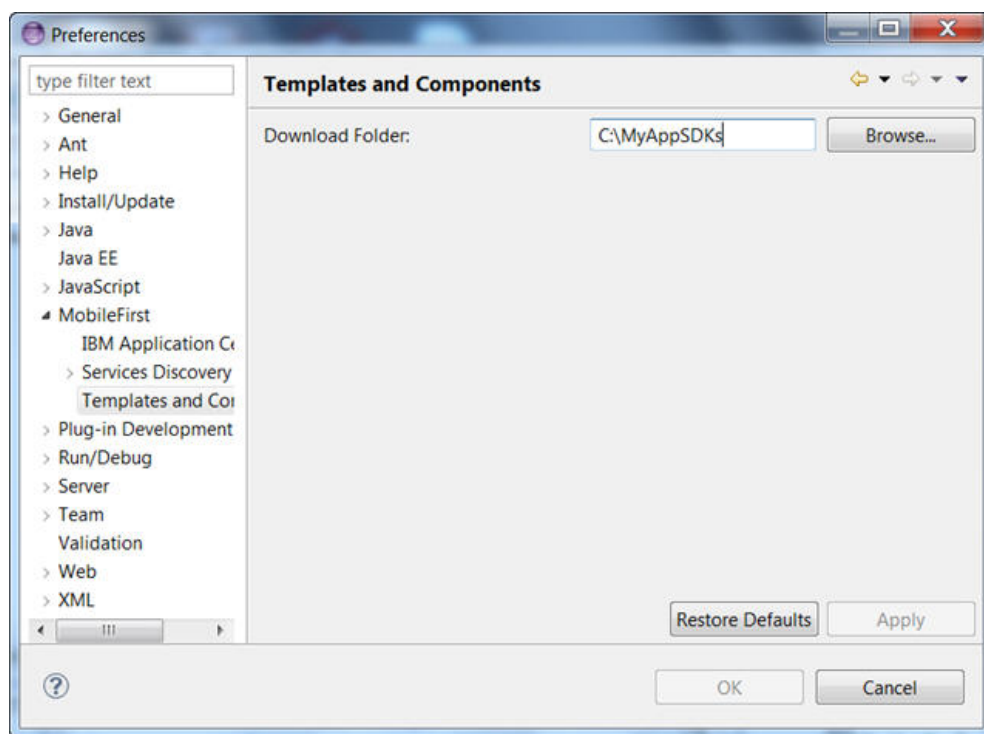 Preferences
type filter text
Templates and Components
General
Ant
Help
Install/Update
Java
Java EE
JavaScript
MobileFirst
IBM Application Ce
Services Discovery
Templates and Cor
Plug-in Development
Run/Debug
Server
Team
Validation
Web
XML
Download Folder:
C:\MyAppSDKs
Browse...
Restore Defaults
Apply
OK
Cancel